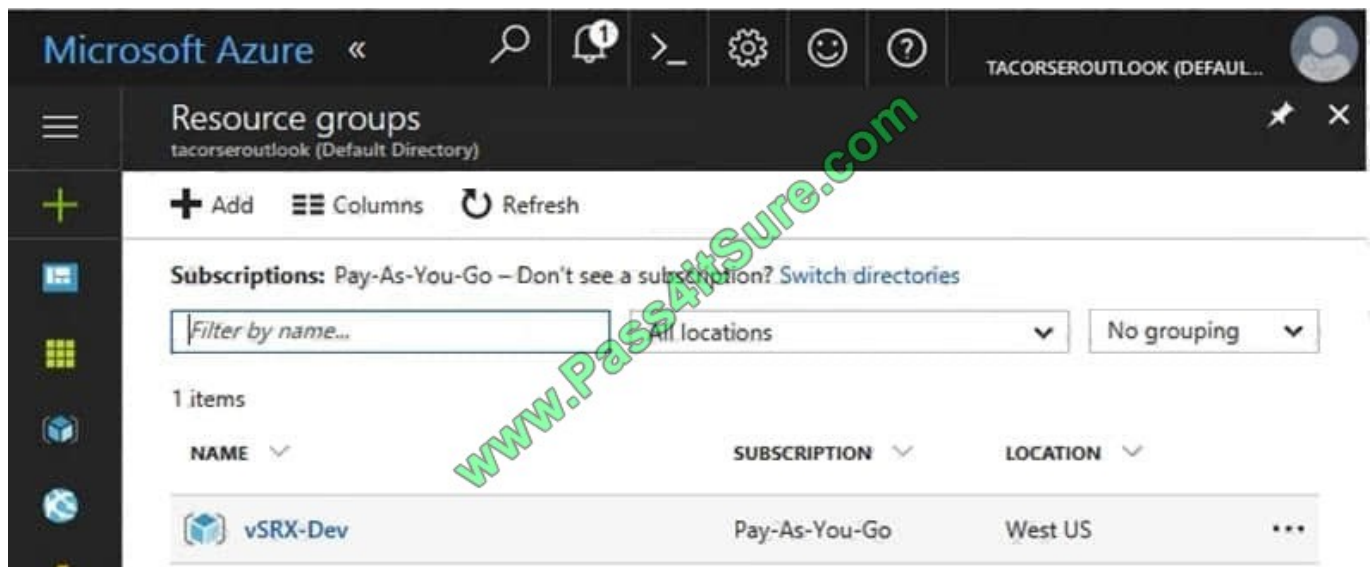 Microsoft Azure «
1
>_
?
TACORSEROUTLOOK (DEFAUL...
Resource groups
tacorseroutlook (Default Directory)
Add Columns Refresh
Subscriptions: Pay-As-You-Go – Don't see a subscription? Switch directories
Filter by name...
All locations
No grouping
1 items
NAME SUBSCRIPTION LOCATION
vSRX-Dev Pay-As-You-Go West US ...
www.Pass4itSure.com